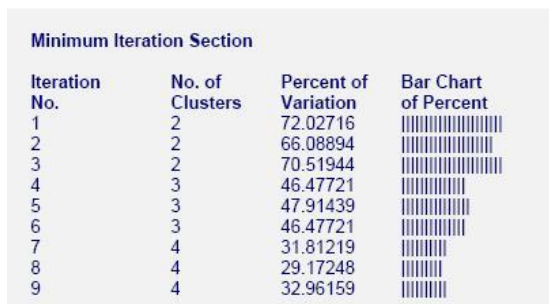 Minimum Iteration Section
Iteration No. of Percent of Bar Chart
No. Clusters Variation of Percent
1 2 72.02716
2 2 66.08894
3 2 70.51944
4 3 46.47721
5 3 47.91439
6 3 46.47721
7 4 31.81219
8 4 29.17248
9 4 32.96159